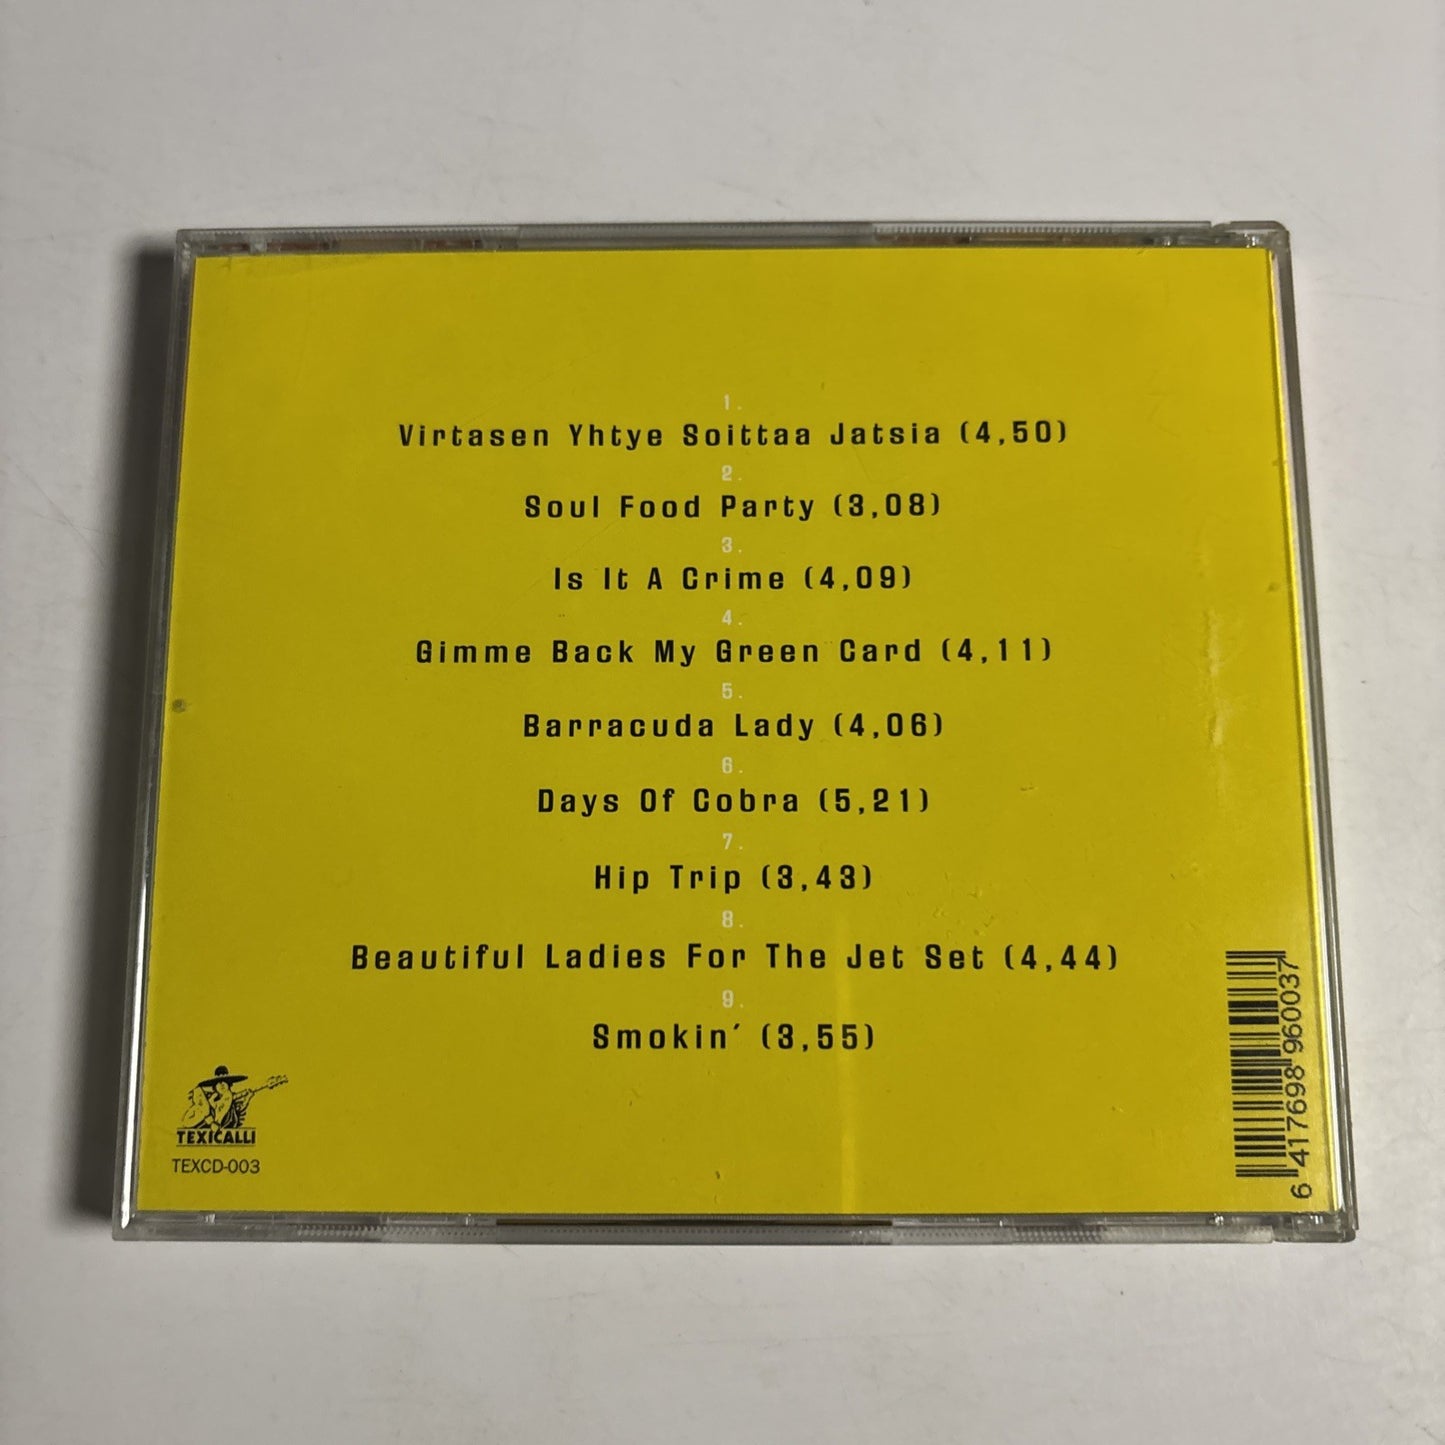 1.
Virtasen Yhtye Soittaa Jatsia (4,50)
2.
Soul Food Party (3,08)
3.
Is It A Crime (4,09)
4.
Gimme Back My Green Card (4,11)
5.
Barracuda Lady (4,06)
6.
Days Of Cobra (5,21)
7.
Hip Trip (3,43)
8.
Beautiful Ladies For The Jet Set (4,44)
9.
Smokin' (3,55)
TEXICALLI
TEXCD-003
6 417698 960037